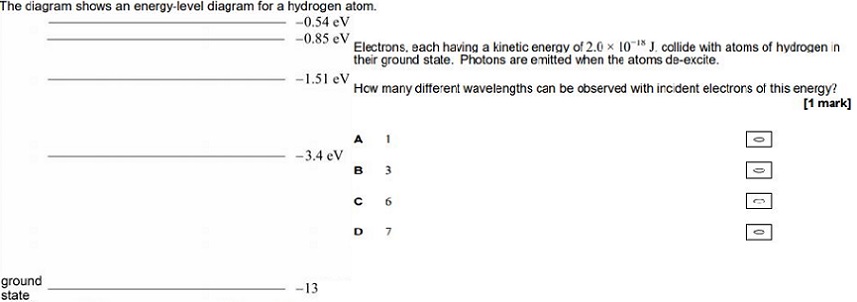 The diagram shows an energy-level diagram for a hydrogen atom.
−0.54 eV
−0.85 eV
Electrons, each having a kinetic energy of 2.0 × 10⁻¹⁸ J, collide with atoms of hydrogen in
their ground state. Photons are emitted when the atoms de-excite.
−1.51 eV
How many different wavelengths can be observed with incident electrons of this energy?
[1 mark]
A 1
−3.4 eV
B 3
C 6
D 7
ground
state
−13